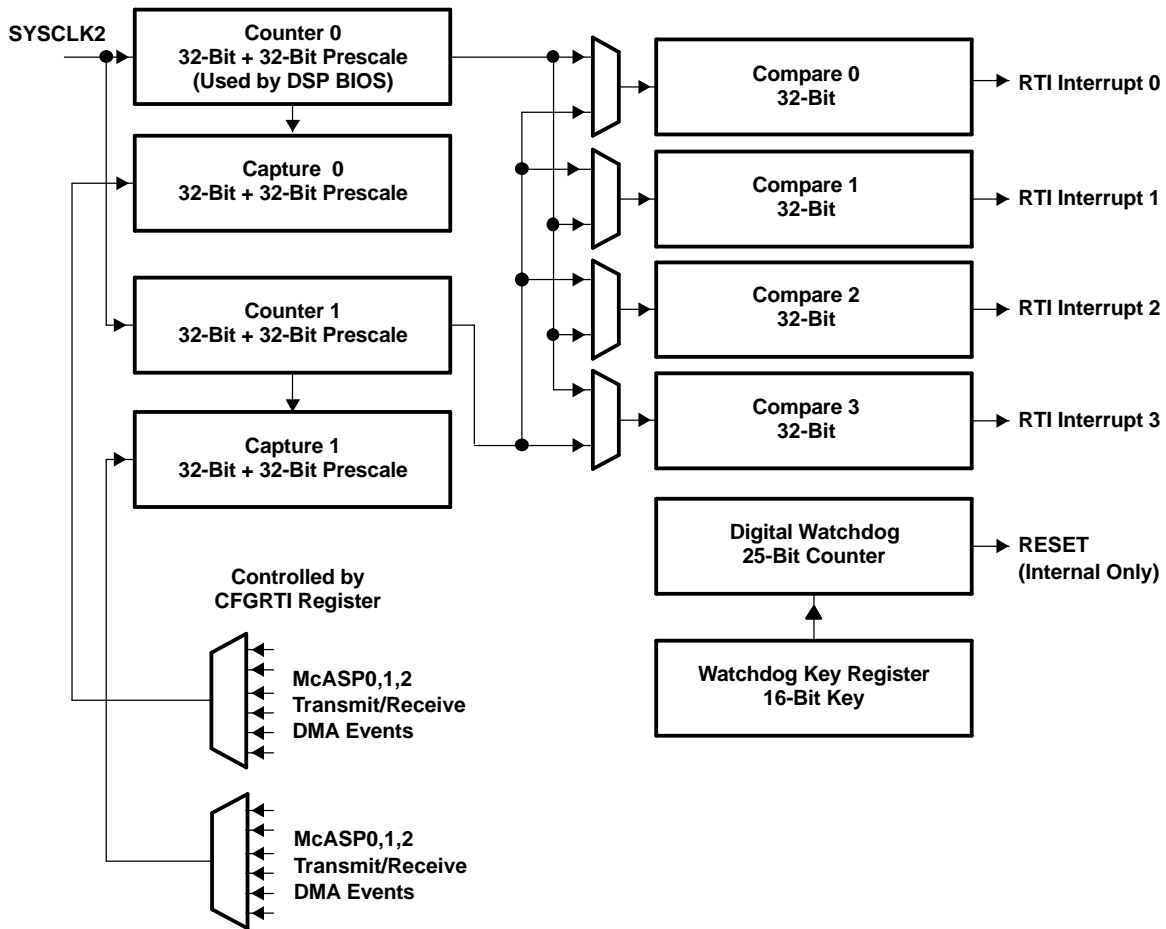 SYSCLK2
Counter 0
32-Bit + 32-Bit Prescale
(Used by DSP BIOS)
Capture 0
32-Bit + 32-Bit Prescale
Counter 1
32-Bit + 32-Bit Prescale
Capture 1
32-Bit + 32-Bit Prescale
Controlled by
CFGRTI Register
McASP0,1,2
Transmit/Receive
DMA Events
McASP0,1,2
Transmit/Receive
DMA Events
Compare 0
32-Bit
RTI Interrupt 0
Compare 1
32-Bit
RTI Interrupt 1
Compare 2
32-Bit
RTI Interrupt 2
Compare 3
32-Bit
RTI Interrupt 3
Digital Watchdog
25-Bit Counter
RESET
(Internal Only)
Watchdog Key Register
16-Bit Key